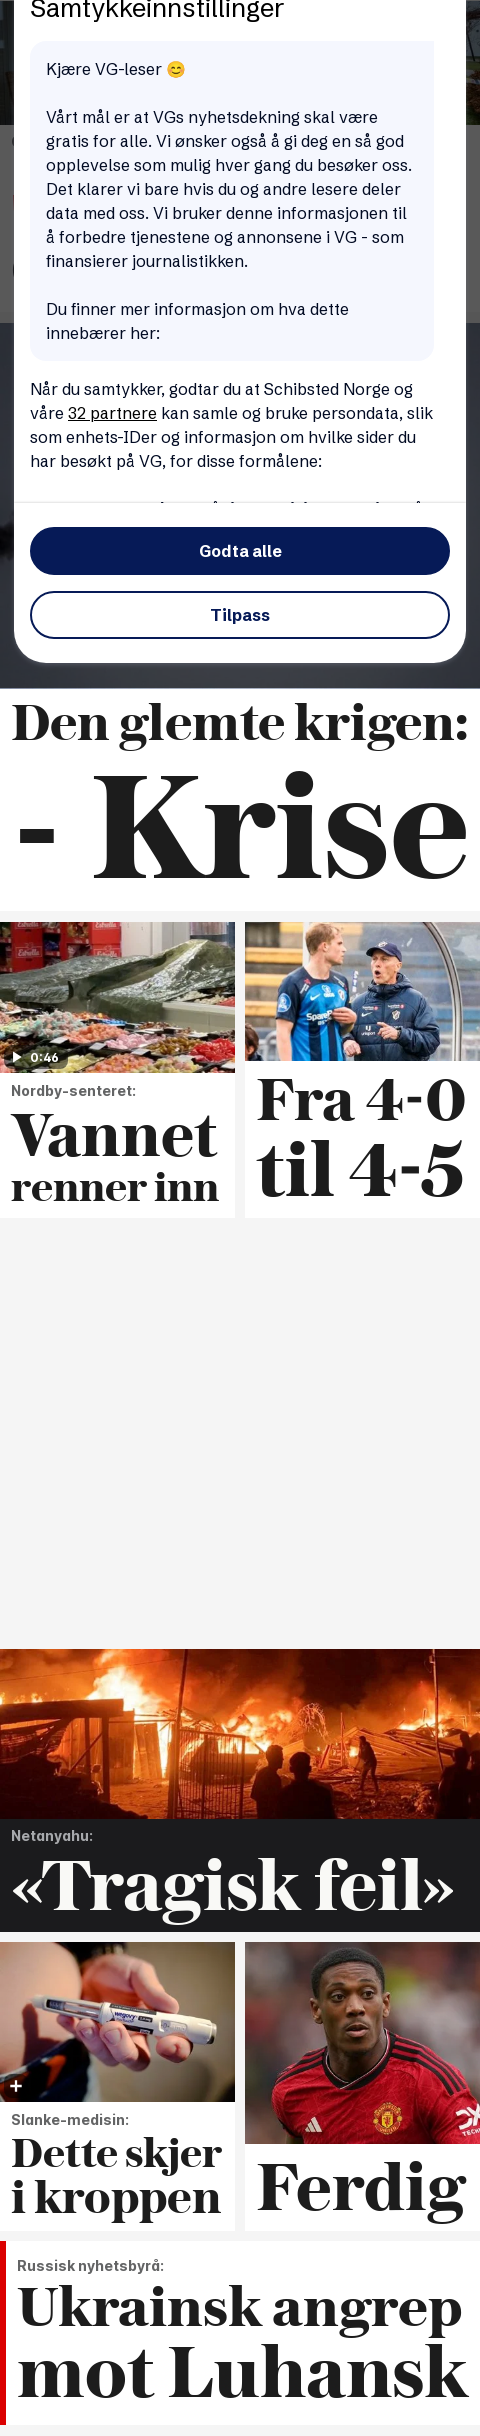 Samtykkeinnstillinger
Kjære VG-leser 😊
Vårt mål er at VGs nyhetsdekning skal være
gratis for alle. Vi ønsker også å gi deg en så god
opplevelse som mulig hver gang du besøker oss.
Det klarer vi bare hvis du og andre lesere deler
data med oss. Vi bruker denne informasjonen til
å forbedre tjenestene og annonsene i VG - som
finansierer journalistikken.
Du finner mer informasjon om hva dette
innebærer her:
Når du samtykker, godtar du at Schibsted Norge og
våre 32 partnere kan samle og bruke persondata, slik
som enhets-IDer og informasjon om hvilke sider du
har besøkt på VG, for disse formålene:
Godta alle
Tilpass
Den glemte krigen:
- Krise
0:46
Nordby-senteret:
Vannet
renner inn
Fra 4-0
til 4-5
Netanyahu:
«Tragisk feil»
Slanke-medisin:
Dette skjer
i kroppen
Ferdig
Russisk nyhetsbyrå:
Ukrainsk angrep
mot Luhansk